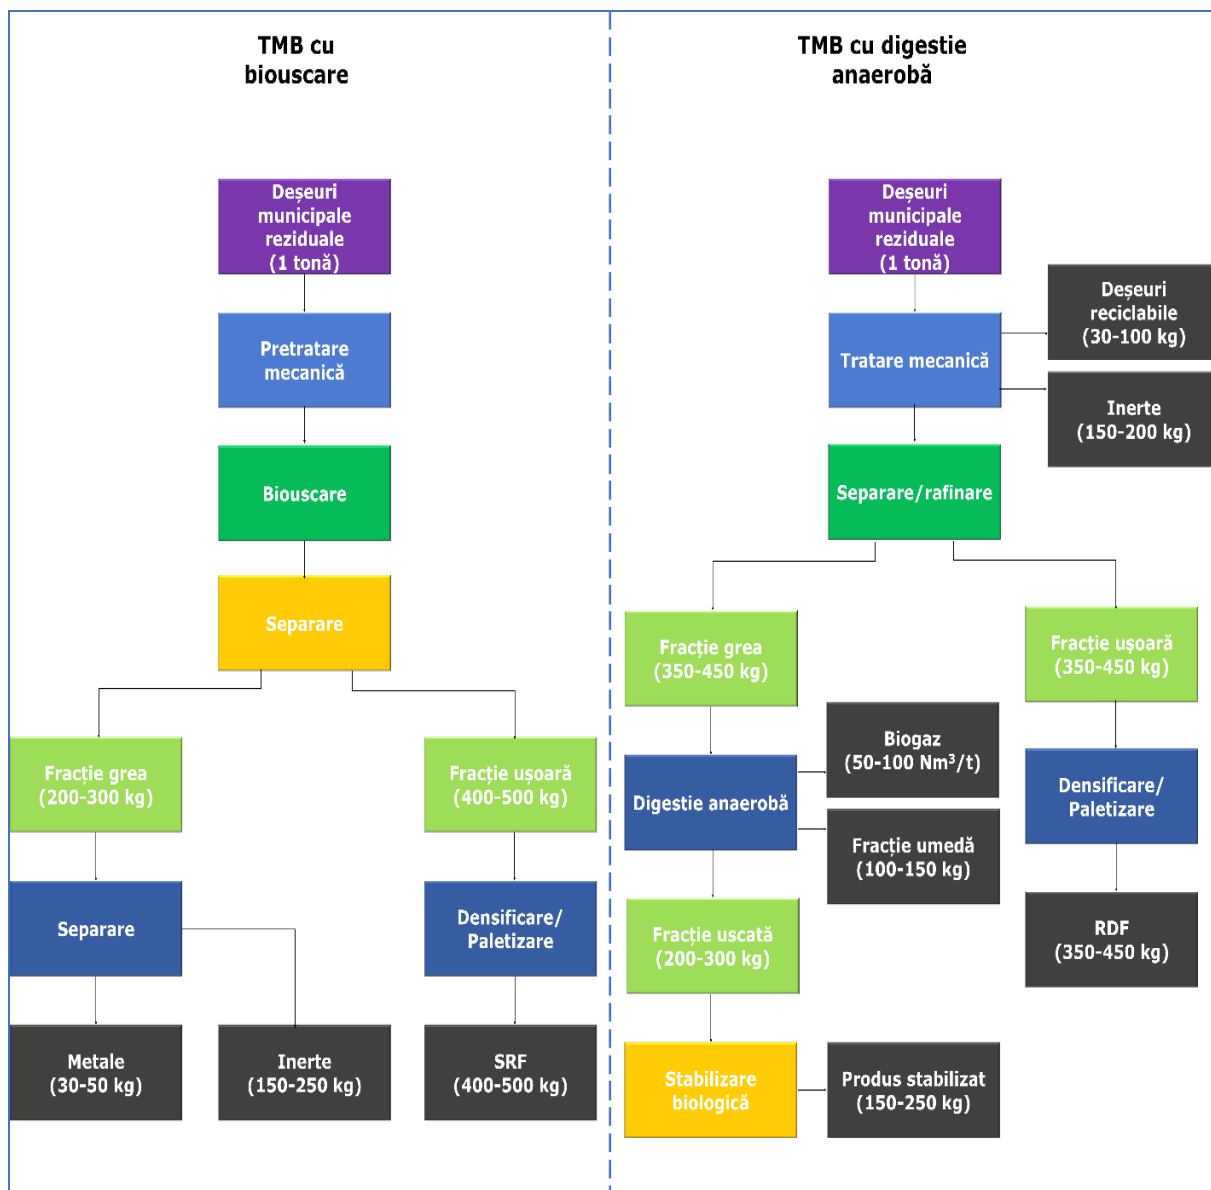 TMB cu
biouscare
Deșeuri
municipale
reziduale
(1 tonă)
Pretratare
mecanică
Biouscare
Separare
Fracție grea
(200-300 kg)
Fracție ușoară
(400-500 kg)
Separare
Densificare/
Paletizare
Metale
(30-50 kg)
Inerte
(150-250 kg)
SRF
(400-500 kg)
TMB cu digestie
anaerobă
Deșeuri
municipale
reziduale
(1 tonă)
Deșeuri
reciclabile
(30-100 kg)
Tratare mecanică
Inerte
(150-200 kg)
Separare/rafinare
Fracție grea
(350-450 kg)
Fracție ușoară
(350-450 kg)
Biogaz
(50-100 Nm³/t)
Digestie anaerobă
Densificare/
Paletizare
Fracție umedă
(100-150 kg)
Fracție uscată
(200-300 kg)
RDF
(350-450 kg)
Stabilizare
biologică
Produs stabilizat
(150-250 kg)